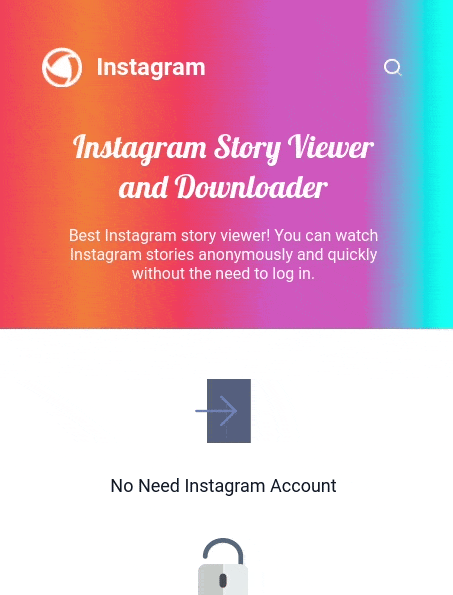 Instagram
Instagram Story Viewer
and Downloader
Best Instagram story viewer! You can watch
Instagram stories anonymously and quickly
without the need to log in.
No Need Instagram Account